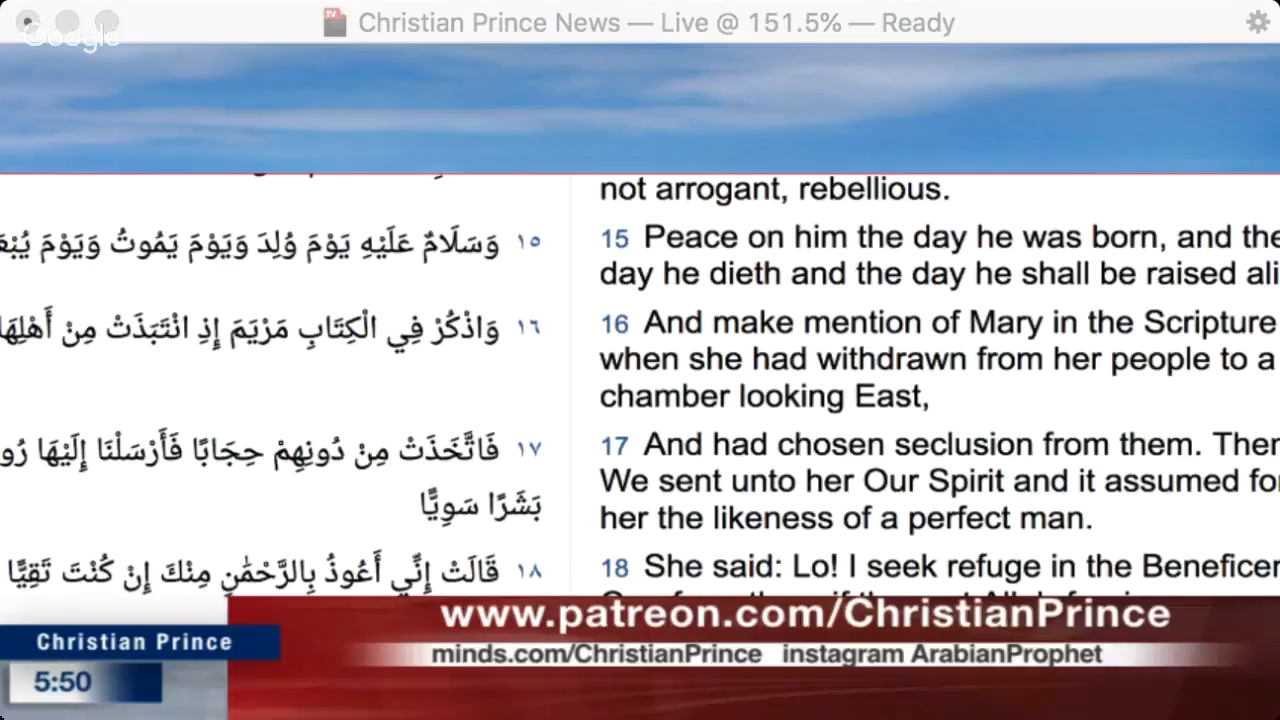 Christian Prince News — Live @ 151.5% — Ready
Google
not arrogant, rebellious.
وَسَلَامٌ عَلَيْهِ يَوْمَ وُلِدَ وَيَوْمَ يَمُوتُ وَيَوْمَ ١٥
15 Peace on him the day he was born, and the
day he dieth and the day he shall be raised ali
وَاذْكُرْ فِي الْكِتَابِ مَرْيَمَ إِذِ انْتَبَذَتْ مِنْ أَهْلِهَا ١٦
16 And make mention of Mary in the Scripture
when she had withdrawn from her people to a
chamber looking East,
فَاتَّخَذَتْ مِنْ دُونِهِمْ حِجَابًا فَأَرْسَلْنَا إِلَيْهَا ١٧
بَشَرًا سَوِيًّا
17 And had chosen seclusion from them. Then
We sent unto her Our Spirit and it assumed for
her the likeness of a perfect man.
قَالَتْ إِنِّي أَعُوذُ بِالرَّحْمَٰنِ مِنْكَ إِنْ كُنْتَ تَقِيًّا ١٨
18 She said: Lo! I seek refuge in the Beneficen
www.patreon.com/ChristianPrince
Christian Prince
minds.com/ChristianPrince instagram ArabianProphet
5:50